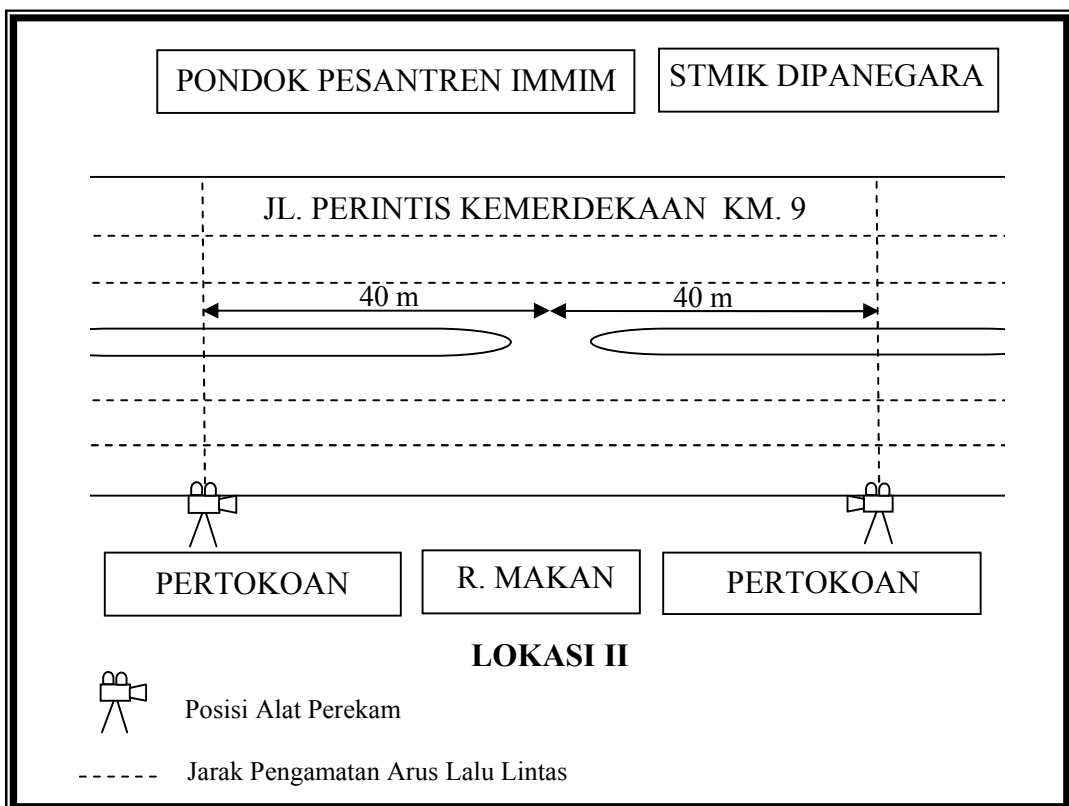 PONDOK PESANTREN IMMIM
STMIK DIPANEGARA
JL. PERINTIS KEMERDEKAAN KM. 9
40 m
40 m
PERTOKOAN
R. MAKAN
PERTOKOAN
LOKASI II
Posisi Alat Perekam
Jarak Pengamatan Arus Lalu Lintas